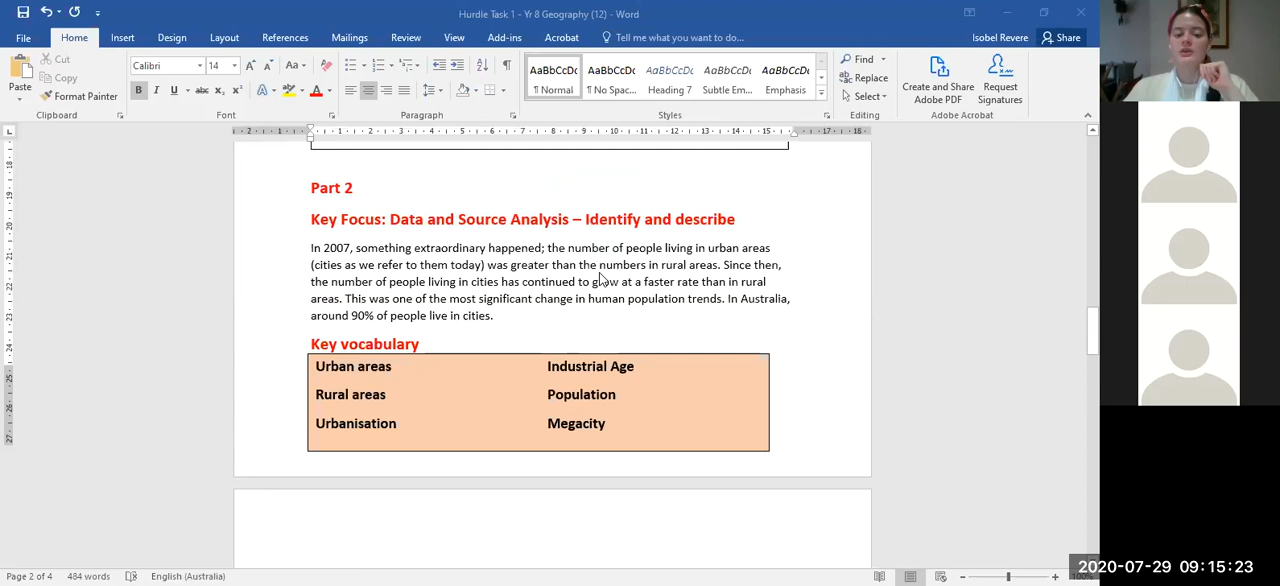 Hurdle Task 1 - Yr 8 Geography (12) - Word
File Home Insert Design Layout References Mailings Review View Add-ins Acrobat Tell me what you want to do... Isobel Revere Share
Paste
Cut
Copy
Format Painter
Clipboard
Calibri 14
B I U abc X₂ X²
Font
Paragraph
AaBbCcDc AaBbCcDc AaBbCcDc AaBbCcDc AaBbCcDc
¶ Normal ¶ No Spac... Heading 7 Subtle Em... Emphasis
Styles
Find
Replace
Select
Editing
Create and Share Adobe PDF
Request Signatures
Adobe Acrobat
Part 2
Key Focus: Data and Source Analysis – Identify and describe
In 2007, something extraordinary happened; the number of people living in urban areas
(cities as we refer to them today) was greater than the numbers in rural areas. Since then,
the number of people living in cities has continued to grow at a faster rate than in rural
areas. This was one of the most significant change in human population trends. In Australia,
around 90% of people live in cities.
Key vocabulary
Urban areas Industrial Age
Rural areas Population
Urbanisation Megacity
Page 2 of 4 484 words English (Australia) 100%
2020-07-29 09:15:23